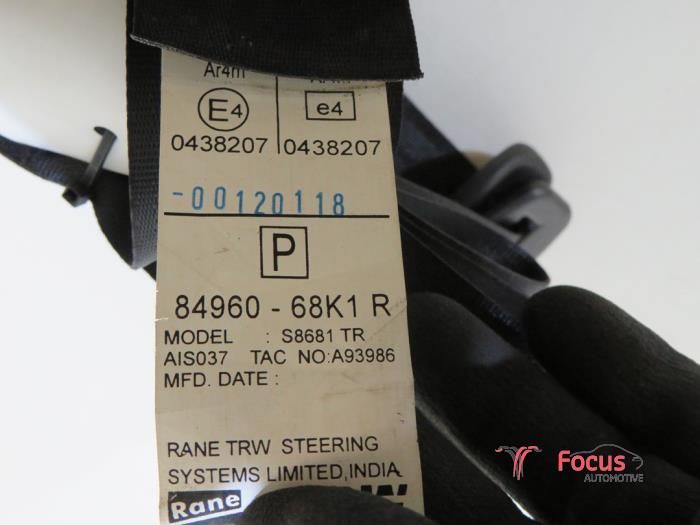 Ar4m
E4 e4
0438207 0438207
-00120118
P
84960 - 68K1 R
MODEL : S8681 TR
AIS037 TAC NO:A93986
MFD. DATE :
RANE TRW STEERING
SYSTEMS LIMITED,INDIA.
Rane
Focus
AUTOMOTIVE